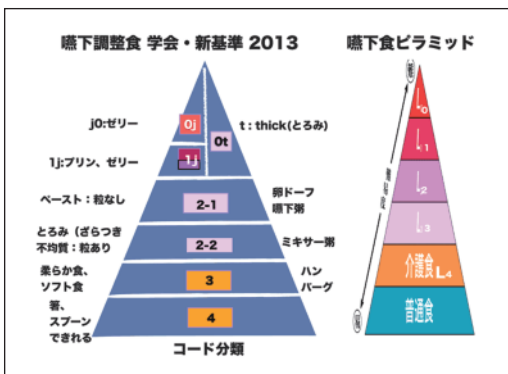 嚥下調整食 学会・新基準 2013
嚥下食ピラミッド
j0:ゼリー
0j
t:thick(とろみ)
0t
1j:プリン、ゼリー
1j
ペースト:粒なし
2-1
卵ドーフ
嚥下粥
とろみ(ざらつき
不均質:粒あり
2-2
ミキサー粥
柔らか食、
ソフト食
3
ハン
バーグ
箸、
スプーン
できれる
4
コード分類
難易度
L0
L1
L2
L3
介護食L4
普通食